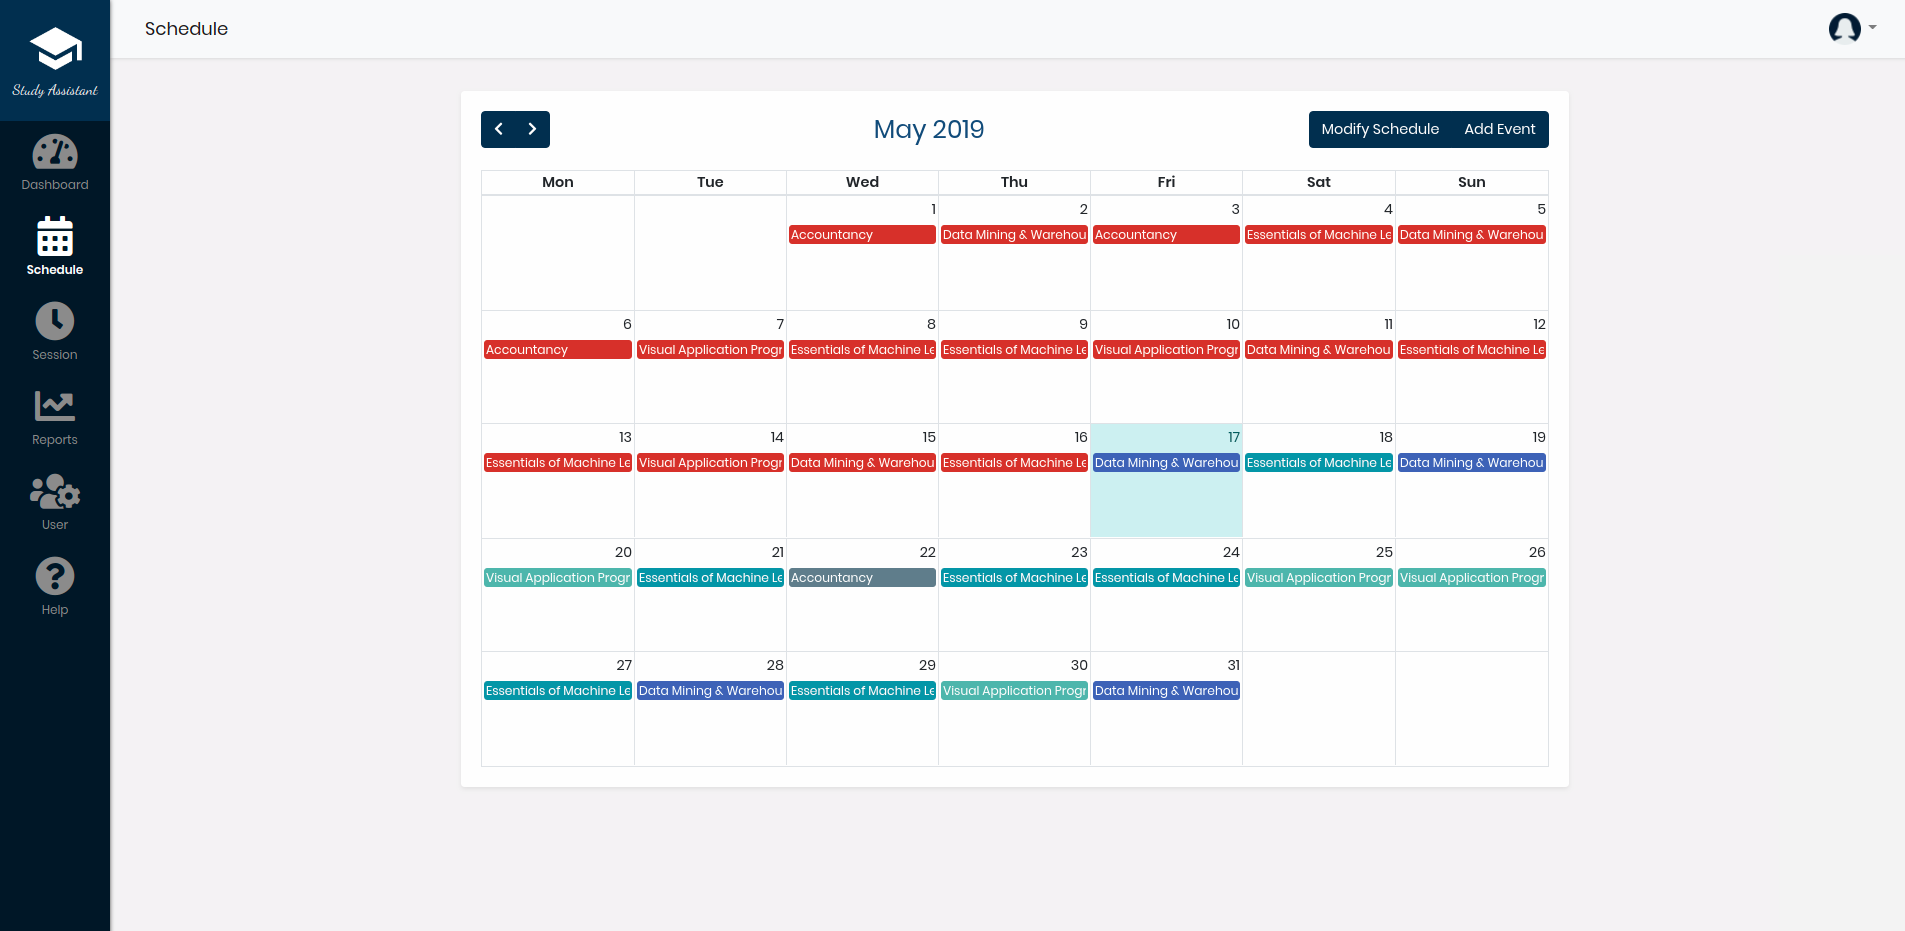 Study Assistant
Dashboard
Schedule
Session
Reports
User
Help
Schedule
May 2019
Modify Schedule Add Event
Mon Tue Wed Thu Fri Sat Sun
1 2 3 4 5
Accountancy Data Mining & Warehou Accountancy Essentials of Machine Le Data Mining & Warehou
6 7 8 9 10 11 12
Accountancy Visual Application Progr Essentials of Machine Le Essentials of Machine Le Visual Application Progr Data Mining & Warehou Essentials of Machine Le
13 14 15 16 17 18 19
Essentials of Machine Le Visual Application Progr Data Mining & Warehou Essentials of Machine Le Data Mining & Warehou Essentials of Machine Le Data Mining & Warehou
20 21 22 23 24 25 26
Visual Application Progr Essentials of Machine Le Accountancy Essentials of Machine Le Essentials of Machine Le Visual Application Progr Visual Application Progr
27 28 29 30 31
Essentials of Machine Le Data Mining & Warehou Essentials of Machine Le Visual Application Progr Data Mining & Warehou